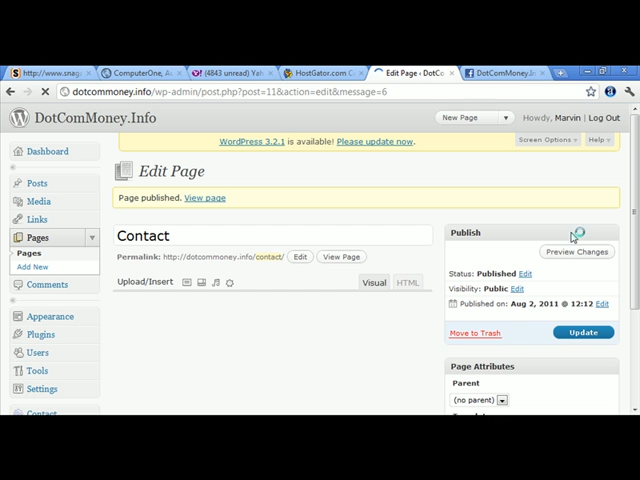 http://www.snag
ComputerOne, A
(4843 unread) Yah
HostGator.com C
Edit Page ‹ DotCo
DotComMoney.In
dotcommoney.info/wp-admin/post.php?post=11&action=edit&message=6
DotComMoney.Info
New Page
Howdy, Marvin | Log Out
WordPress 3.2.1 is available! Please update now.
Screen Options
Help
Dashboard
Posts
Media
Links
Pages
Pages
Add New
Comments
Appearance
Plugins
Users
Tools
Settings
Contact
Edit Page
Page published. View page
Contact
Permalink: http://dotcommoney.info/contact/ Edit View Page
Upload/Insert
Visual
HTML
Publish
Preview Changes
Status: Published Edit
Visibility: Public Edit
Published on: Aug 2, 2011 @ 12:12 Edit
Move to Trash
Update
Page Attributes
Parent
(no parent)